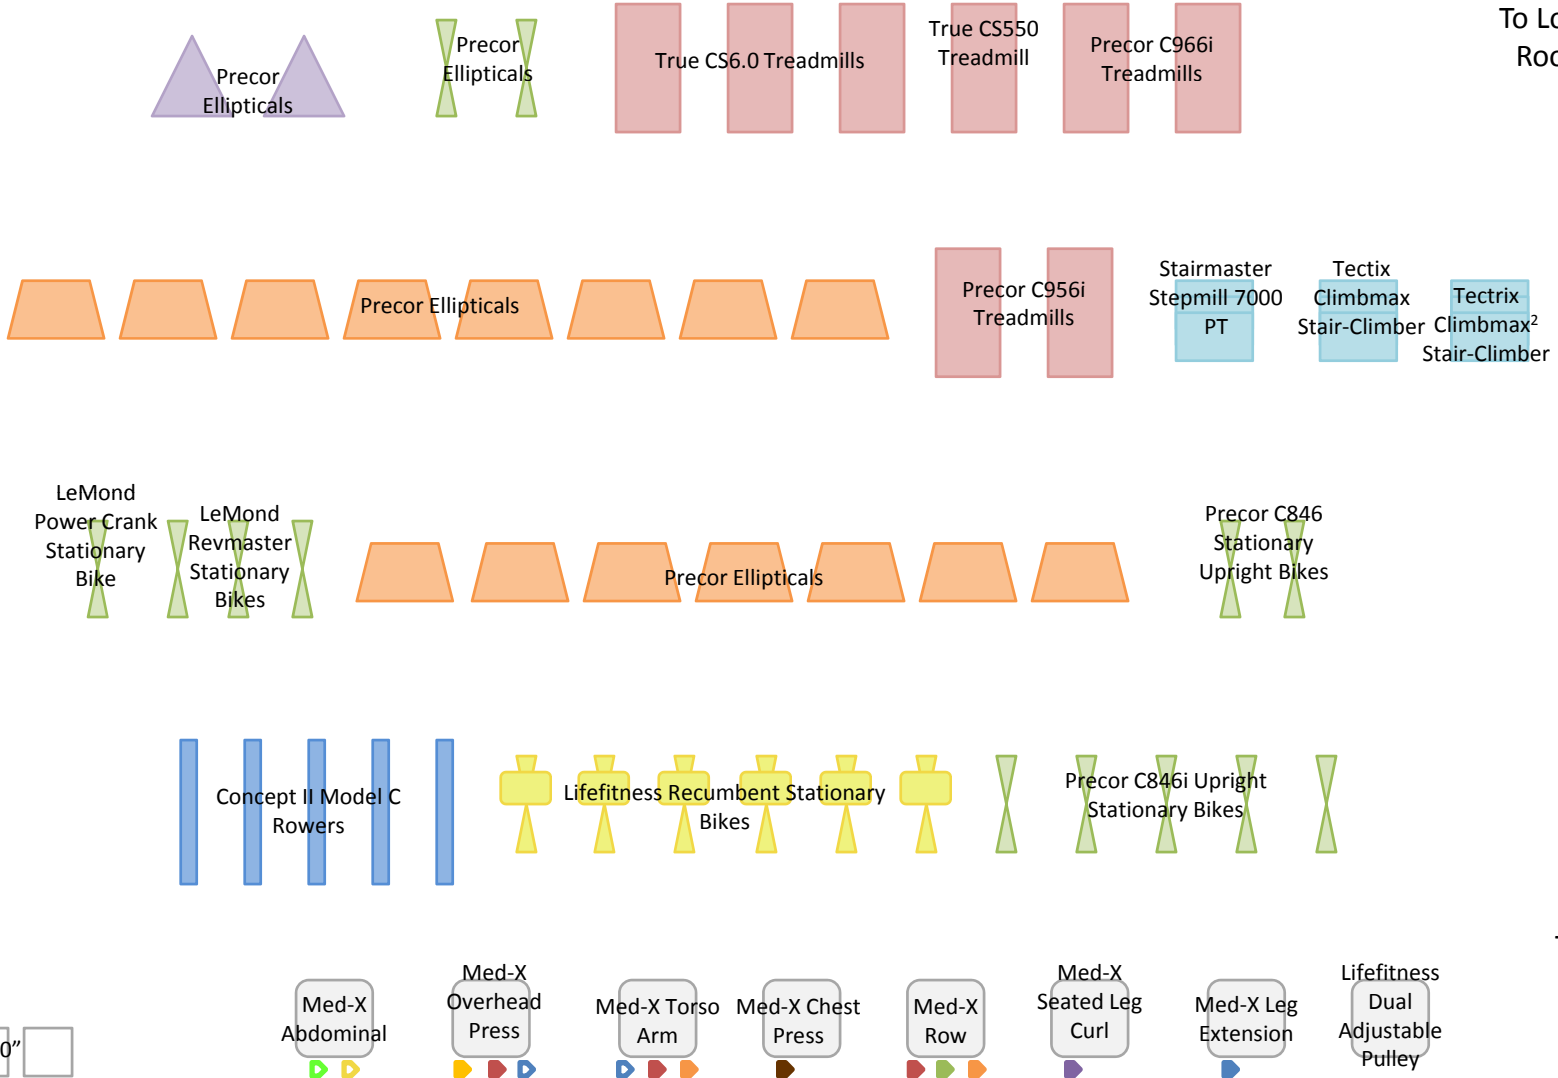 Precor
Ellipticals
Precor
Ellipticals
True CS6.0 Treadmills
True CS550
Treadmill
Precor C966i
Treadmills
To
Precor Ellipticals
Precor C956i
Treadmills
Stairmaster
Stepmill 7000
PT
Tectix
Climbmax
Stair-Climber
Tectrix
Climbmax²
Stair-Climber
LeMond
Power Crank
Stationary
Bike
LeMond
Revmaster
Stationary
Bikes
Precor Ellipticals
Precor C846
Stationary
Upright Bikes
Concept II Model C
Rowers
Lifefitness Recumbent Stationary
Bikes
Precor C846i Upright
Stationary Bikes
Med-X
Abdominal
Med-X
Overhead
Press
Med-X Torso
Arm
Med-X Chest
Press
Med-X
Row
Med-X
Seated Leg
Curl
Med-X Leg
Extension
Lifefitness
Dual
Adjustable
Pulley
0”